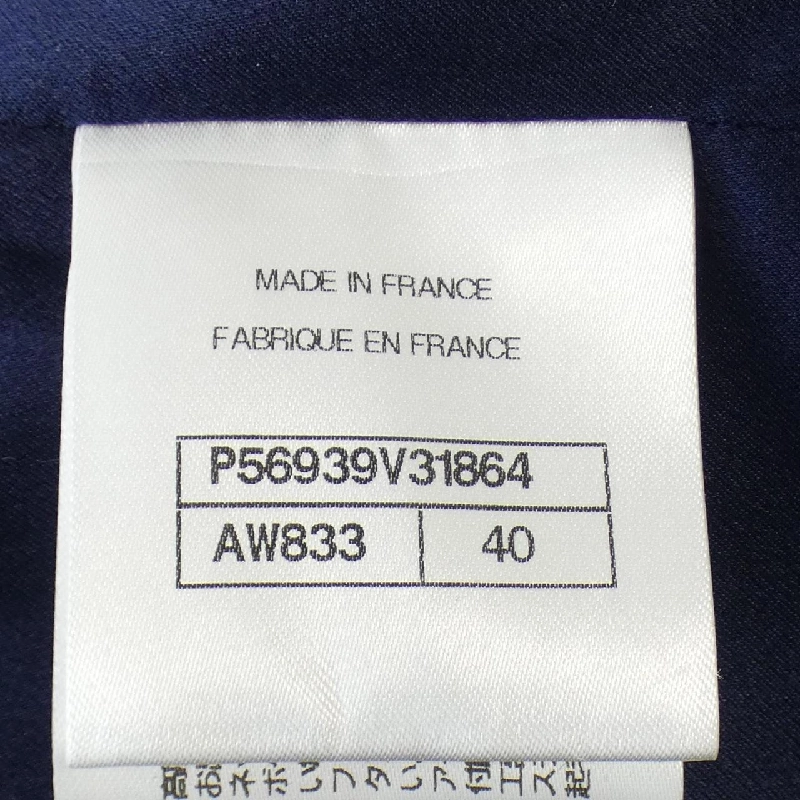 MADE IN FRANCE
FABRIQUE EN FRANCE
P56939V31864
AW833 40